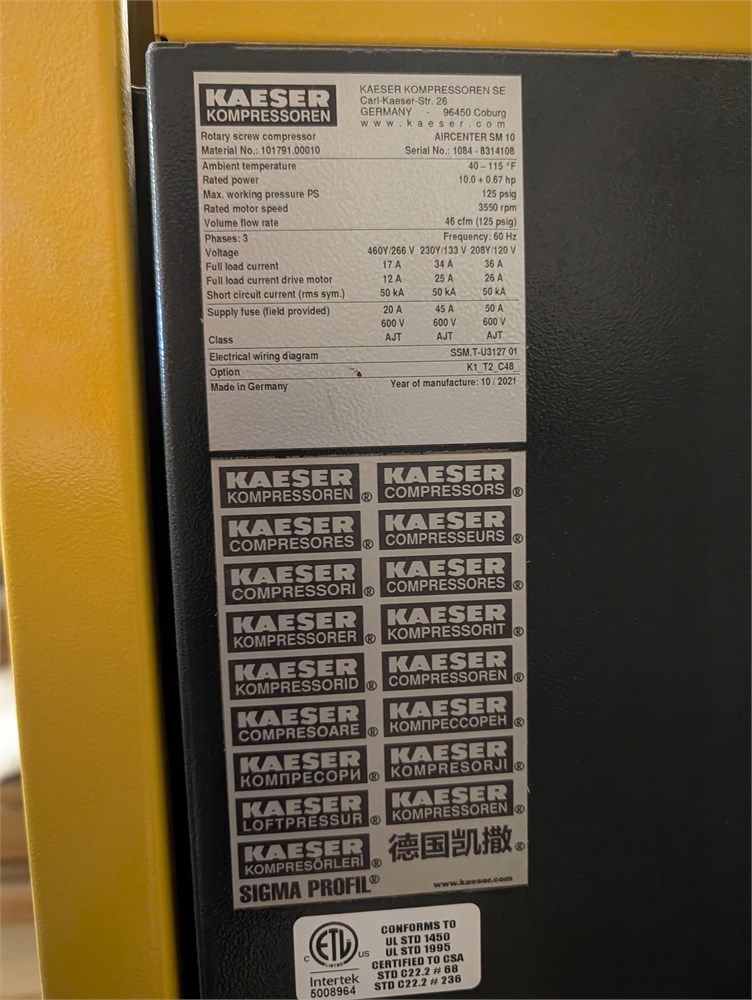 KAESER
KOMPRESSOREN
KAESER KOMPRESSOREN SE
Carl-Kaeser-Str. 26
GERMANY - 96450 Coburg
www.kaeser.com
Rotary screw compressor AIRCENTER SM 10
Material No.: 101791.00010 Serial No.: 1084 - 8314108
Ambient temperature 40 – 115 °F
Rated power 10.0 + 0.67 hp
Max. working pressure PS 125 psig
Rated motor speed 3550 rpm
Volume flow rate 46 cfm (125 psig)
Phases: 3 Frequency: 60 Hz
Voltage 460Y/266 V 230Y/133 V 208Y/120 V
Full load current 17 A 34 A 36 A
Full load current drive motor 12 A 25 A 26 A
Short circuit current (rms sym.) 50 kA 50 kA 50 kA
Supply fuse (field provided) 20 A 45 A 50 A
600 V 600 V 600 V
Class AJT AJT AJT
Electrical wiring diagram SSM.T-U3127 01
Option K1_T2_C48_
Made in Germany Year of manufacture: 10 / 2021
KAESER KAESER
KOMPRESSOREN® COMPRESSORS®
KAESER KAESER
COMPRESORES® COMPRESSEURS®
KAESER KAESER
COMPRESSORI® COMPRESSORES®
KAESER KAESER
KOMPRESSORER® KOMPRESSORIT®
KAESER KAESER
KOMPRESSORID® COMPRESSOREN®
KAESER KAESER
COMPRESOARE® КОМПРЕССОРЕН®
KAESER KAESER
КОМПРЕСОРИ® KOMPRESORJI®
KAESER KAESER
LOFTPRESSUR® KOMPRESSOREN®
KAESER 德国凯撒®
KOMPRESÖRLERİ®
SIGMA PROFIL® www.kaeser.com
ETL
LISTED
C US
Intertek
5008964
CONFORMS TO
UL STD 1450
UL STD 1995
CERTIFIED TO CSA
STD C22.2 # 68
STD C22.2 # 236